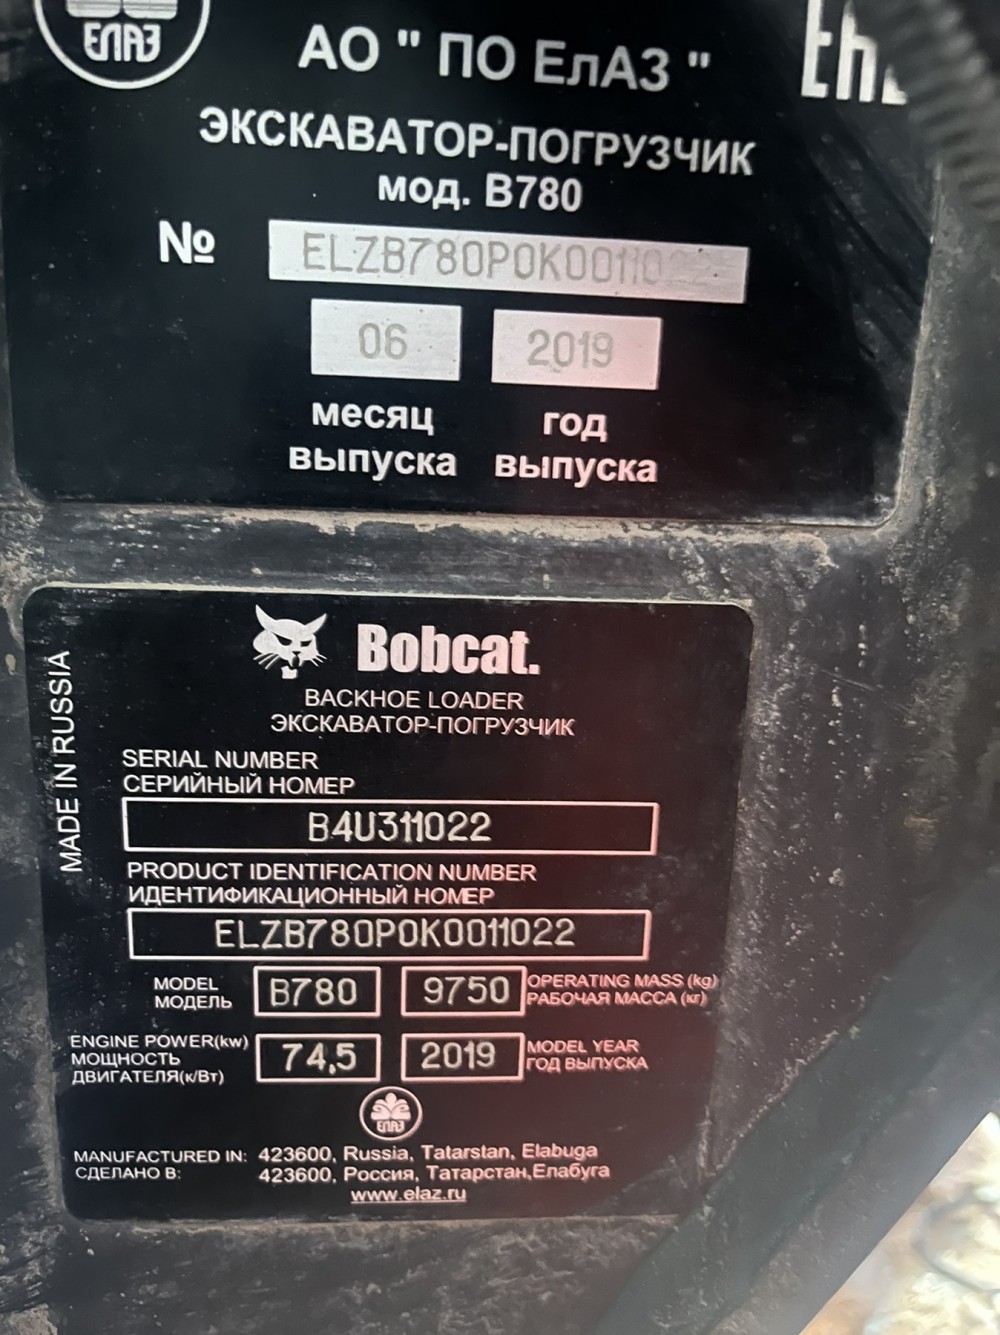 ЕЛАЗ
АО " ПО ЕлАЗ "
EAC
ЭКСКАВАТОР-ПОГРУЗЧИК
мод. B780
№ ELZB780P0K0011022
06 2019
месяц год
выпуска выпуска
MADE IN RUSSIA
Bobcat.
BACKHOE LOADER
ЭКСКАВАТОР-ПОГРУЗЧИК
SERIAL NUMBER
СЕРИЙНЫЙ НОМЕР
B4U311022
PRODUCT IDENTIFICATION NUMBER
ИДЕНТИФИКАЦИОННЫЙ НОМЕР
ELZB780P0K0011022
MODEL B780 9750 OPERATING MASS (kg)
МОДЕЛЬ РАБОЧАЯ МАССА (кг)
ENGINE POWER(kw) MODEL YEAR
МОЩНОСТЬ 74,5 2019 ГОД ВЫПУСКА
ДВИГАТЕЛЯ(к/Вт)
ЕЛАЗ
MANUFACTURED IN: 423600, Russia, Tatarstan, Elabuga
СДЕЛАНО В: 423600, Россия, Татарстан,Елабуга
www.elaz.ru